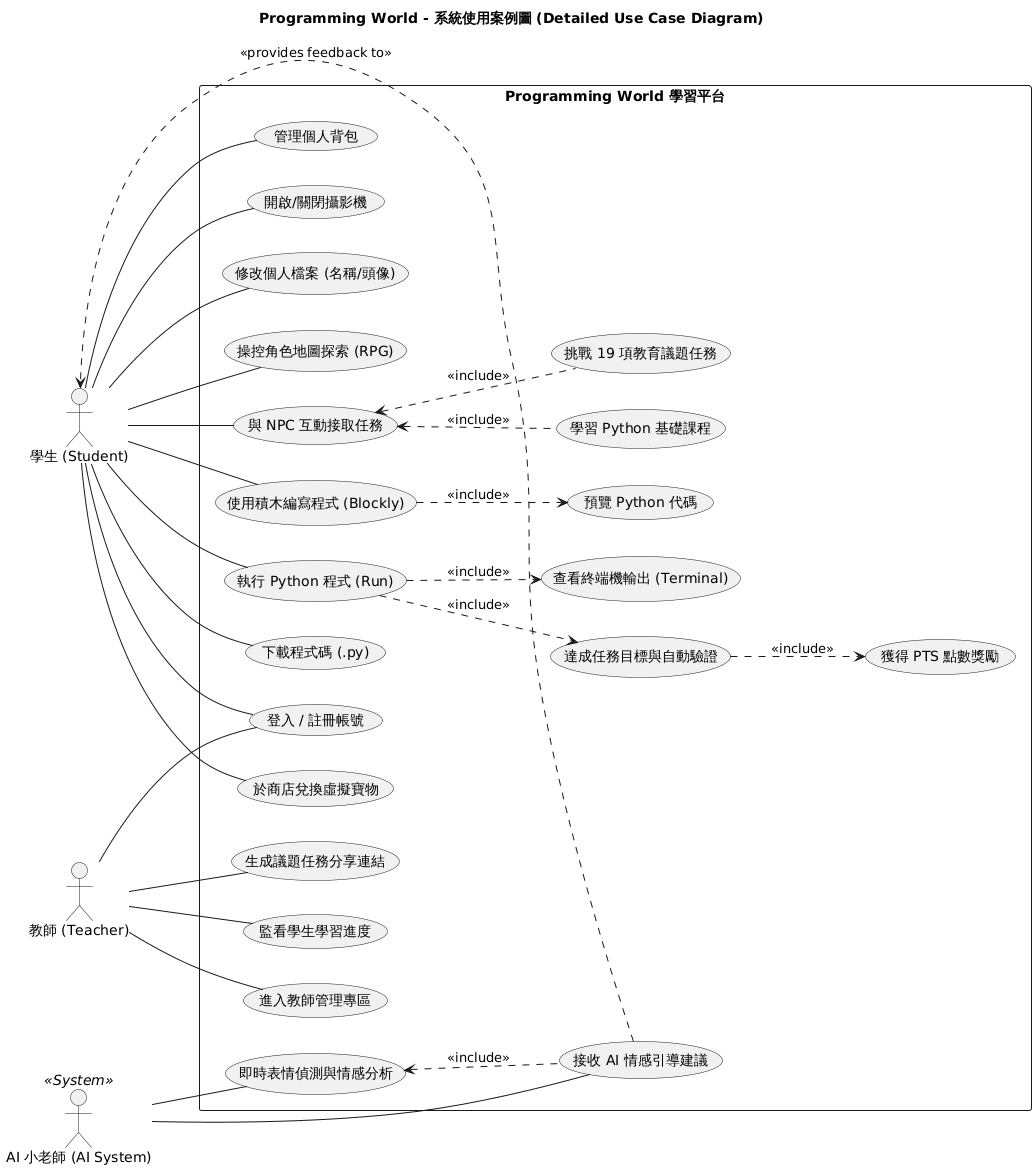 Programming World - 系統使用案例圖 (Detailed Use Case Diagram)
«provides feedback to»
Programming World 學習平台
管理個人背包
開啟/關閉攝影機
修改個人檔案 (名稱/頭像)
操控角色地圖探索 (RPG)
挑戰 19 項教育議題任務
«include»
與 NPC 互動接取任務
«include»
學習 Python 基礎課程
學生 (Student)
使用積木編寫程式 (Blockly)
«include»
預覽 Python 代碼
執行 Python 程式 (Run)
«include»
查看終端機輸出 (Terminal)
«include»
下載程式碼 (.py)
達成任務目標與自動驗證
«include»
獲得 PTS 點數獎勵
登入 / 註冊帳號
於商店兌換虛擬寶物
生成議題任務分享連結
教師 (Teacher)
監看學生學習進度
進入教師管理專區
即時表情偵測與情感分析
«include»
接收 AI 情感引導建議
«System»
AI 小老師 (AI System)